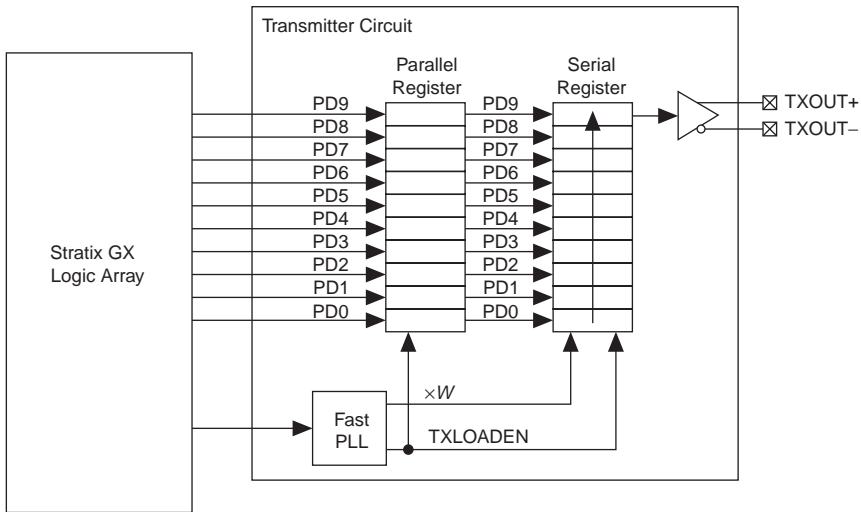 Transmitter Circuit
Parallel
Register
Serial
Register
PD9
PD9
TXOUT+
PD8
PD8
TXOUT−
PD7
PD7
PD6
PD6
PD5
PD5
PD4
PD4
Stratix GX
Logic Array
PD3
PD3
PD2
PD2
PD1
PD1
PD0
PD0
×W
Fast
PLL
TXLOADEN